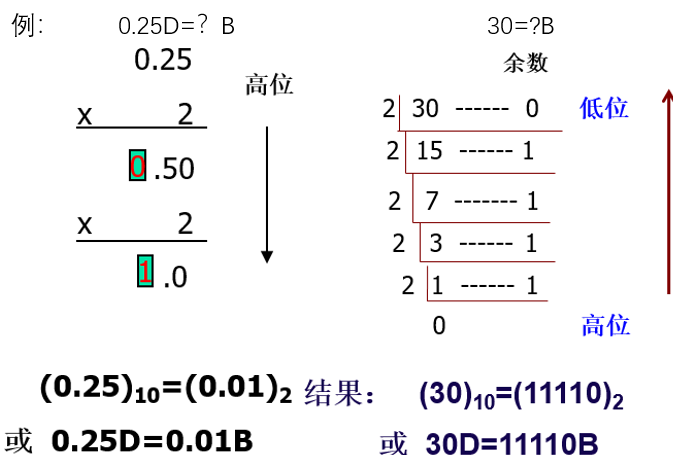 例: 0.25D=？B
0.25
高位
x 2
0.50
x 2
1.0
(0.25)10=(0.01)2
或 0.25D=0.01B
30=?B
余数
2 30 ------ 0 低位
2 15 ------ 1
2 7 ------- 1
2 3 ------ 1
2 1 ------ 1
0 高位
结果： (30)10=(11110)2
或 30D=11110B